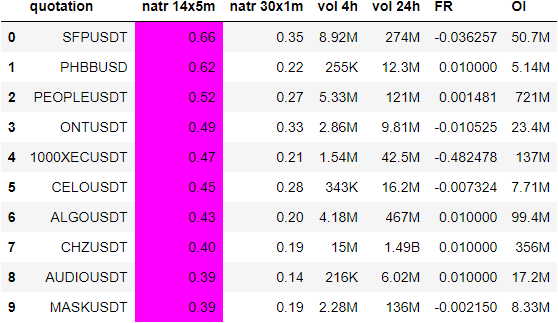 quotation natr 14x5m natr 30x1m vol 4h vol 24h FR OI
0 SFPUSDT 0.66 0.35 8.92M 274M -0.036257 50.7M
1 PHBBUSD 0.62 0.22 255K 12.3M 0.010000 5.14M
2 PEOPLEUSDT 0.52 0.27 5.33M 121M 0.001481 721M
3 ONTUSDT 0.49 0.33 2.86M 9.81M -0.010525 23.4M
4 1000XECUSDT 0.47 0.21 1.54M 42.5M -0.482478 137M
5 CELOUSDT 0.45 0.28 343K 16.2M -0.007324 7.71M
6 ALGOUSDT 0.43 0.20 4.18M 467M 0.010000 99.4M
7 CHZUSDT 0.40 0.19 15M 1.49B 0.010000 356M
8 AUDIOUSDT 0.39 0.14 216K 6.02M 0.010000 17.2M
9 MASKUSDT 0.39 0.19 2.28M 136M -0.002150 8.33M